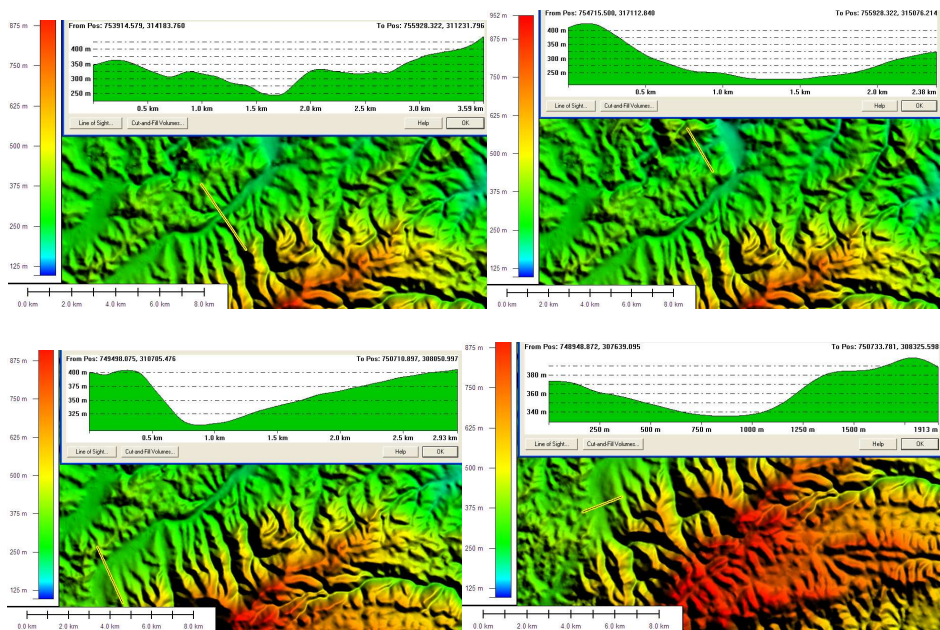 875 m
750 m
625 m
500 m
375 m
250 m
125 m
From Pos: 753914.579, 314183.760
To Pos: 755928.322, 311231.796
400 m
350 m
300 m
250 m
0.5 km
1.0 km
1.5 km
2.0 km
2.5 km
3.0 km
3.59 km
Line of Sight...
Cut-and-Fill Volumes...
Help
OK
0.0 km
2.0 km
4.0 km
6.0 km
8.0 km
952 m
875 m
750 m
625 m
500 m
375 m
250 m
125 m
From Pos: 754715.500, 317112.840
To Pos: 755928.322, 315076.214
400 m
350 m
300 m
250 m
0.5 km
1.0 km
1.5 km
2.0 km
2.38 km
Line of Sight...
Cut-and-Fill Volumes...
Help
OK
0.0 km
2.0 km
4.0 km
6.0 km
8.0 km
875 m
750 m
625 m
500 m
375 m
250 m
125 m
From Pos: 749498.075, 310705.476
To Pos: 750710.897, 308050.997
400 m
375 m
350 m
325 m
0.5 km
1.0 km
1.5 km
2.0 km
2.5 km
2.93 km
Line of Sight...
Cut-and-Fill Volumes...
Help
OK
0.0 km
2.0 km
4.0 km
6.0 km
8.0 km
875 m
750 m
625 m
500 m
375 m
250 m
125 m
From Pos: 748948.872, 307639.095
To Pos: 750733.781, 308325.598
380 m
360 m
340 m
250 m
500 m
750 m
1000 m
1250 m
1500 m
1913 m
Line of Sight...
Cut-and-Fill Volumes...
Help
OK
0.0 km
2.0 km
4.0 km
6.0 km
8.0 km